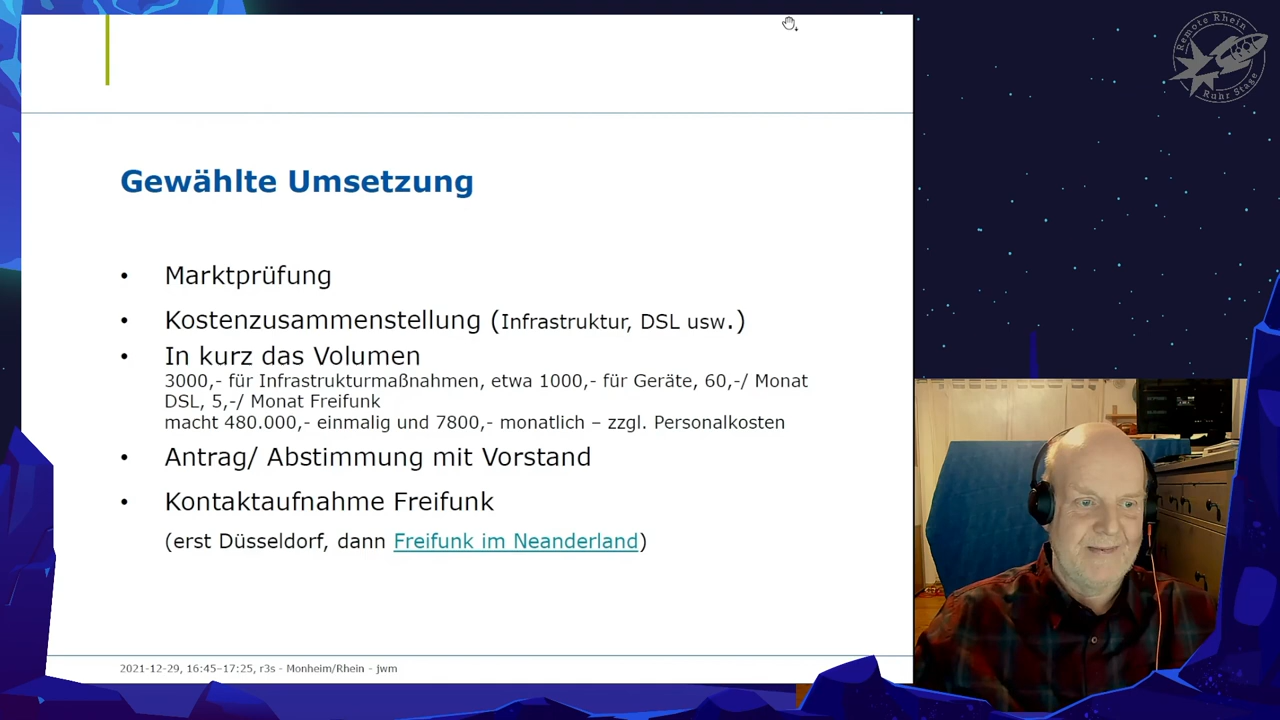 Remote Rhein
Ruhr Stage
Gewählte Umsetzung
• Marktprüfung
• Kostenzusammenstellung (Infrastruktur, DSL usw.)
• In kurz das Volumen
3000,- für Infrastrukturmaßnahmen, etwa 1000,- für Geräte, 60,-/ Monat
DSL, 5,-/ Monat Freifunk
macht 480.000,- einmalig und 7800,- monatlich – zzgl. Personalkosten
• Antrag/ Abstimmung mit Vorstand
• Kontaktaufnahme Freifunk
(erst Düsseldorf, dann Freifunk im Neanderland)
2021-12-29, 16:45–17:25, r3s - Monheim/Rhein - jwm